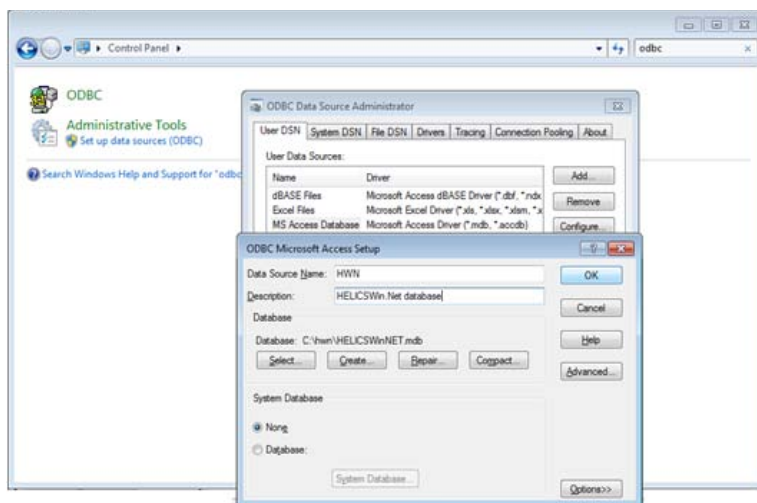 Control Panel
odbc
ODBC
Administrative Tools
Set up data sources (ODBC)
Search Windows Help and Support for "odbc
ODBC Data Source Administrator
User DSN System DSN File DSN Drivers Tracing Connection Pooling About
User Data Sources:
Name Driver
dBASE Files Microsoft Access dBASE Driver (*.dbf, *.ndx
Excel Files Microsoft Excel Driver (*.xls, *.xlsx, *.xlsm, *.x
MS Access Database Microsoft Access Driver (*.mdb, *.accdb)
Add...
Remove
Configure...
ODBC Microsoft Access Setup
Data Source Name: HWN
Description: HELICSWin.Net database
Database
Database: C:\hwn\HELICSWinNET.mdb
Select... Create... Repair... Compact...
System Database
None
Database:
System Database...
OK
Cancel
Help
Advanced...
Options>>